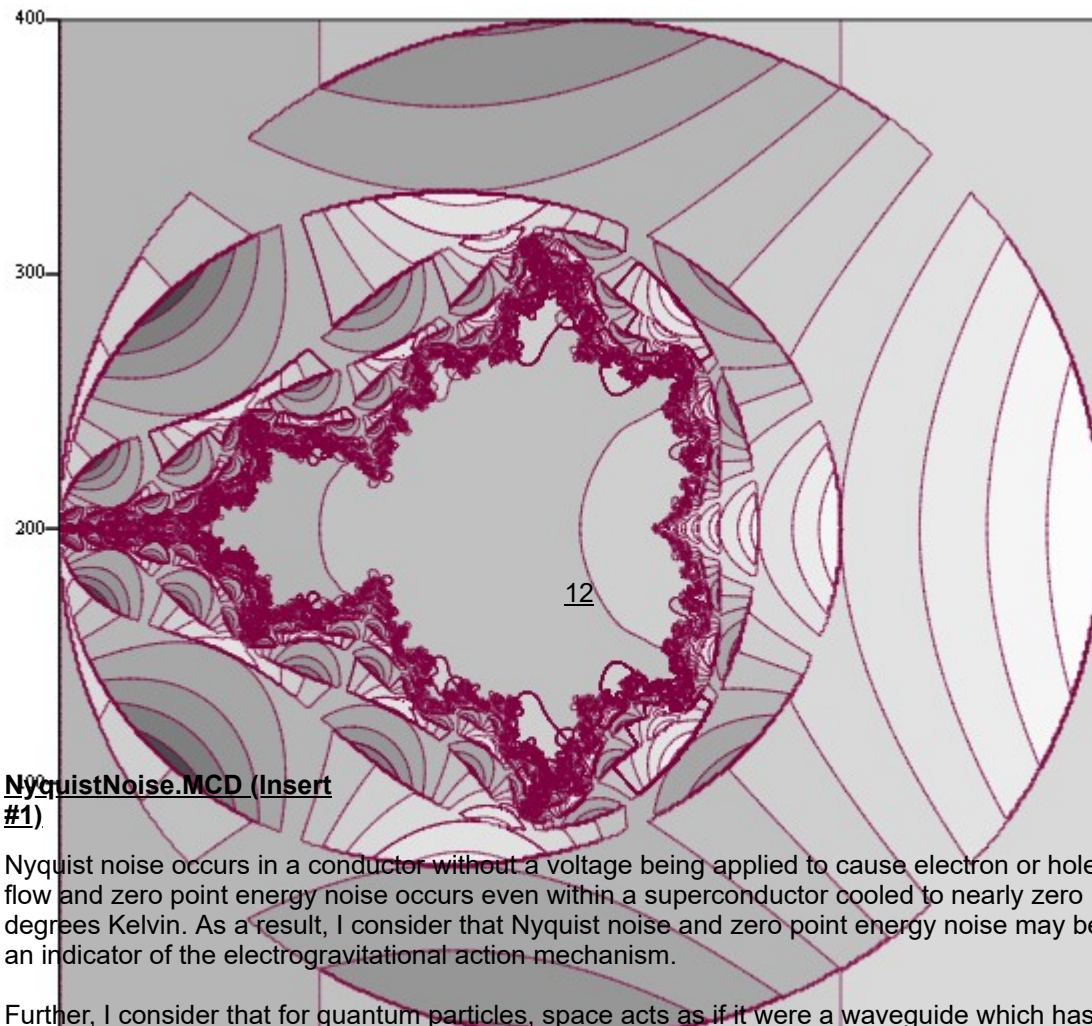 400
300
200
12
NyquistNoise.MCD (Insert
#1)
Nyquist noise occurs in a conductor without a voltage being applied to cause electron or hole
flow and zero point energy noise occurs even within a superconductor cooled to nearly zero
degrees Kelvin. As a result, I consider that Nyquist noise and zero point energy noise may be
an indicator of the electrogravitational action mechanism.
Further, I consider that for quantum particles, space acts as if it were a waveguide which has